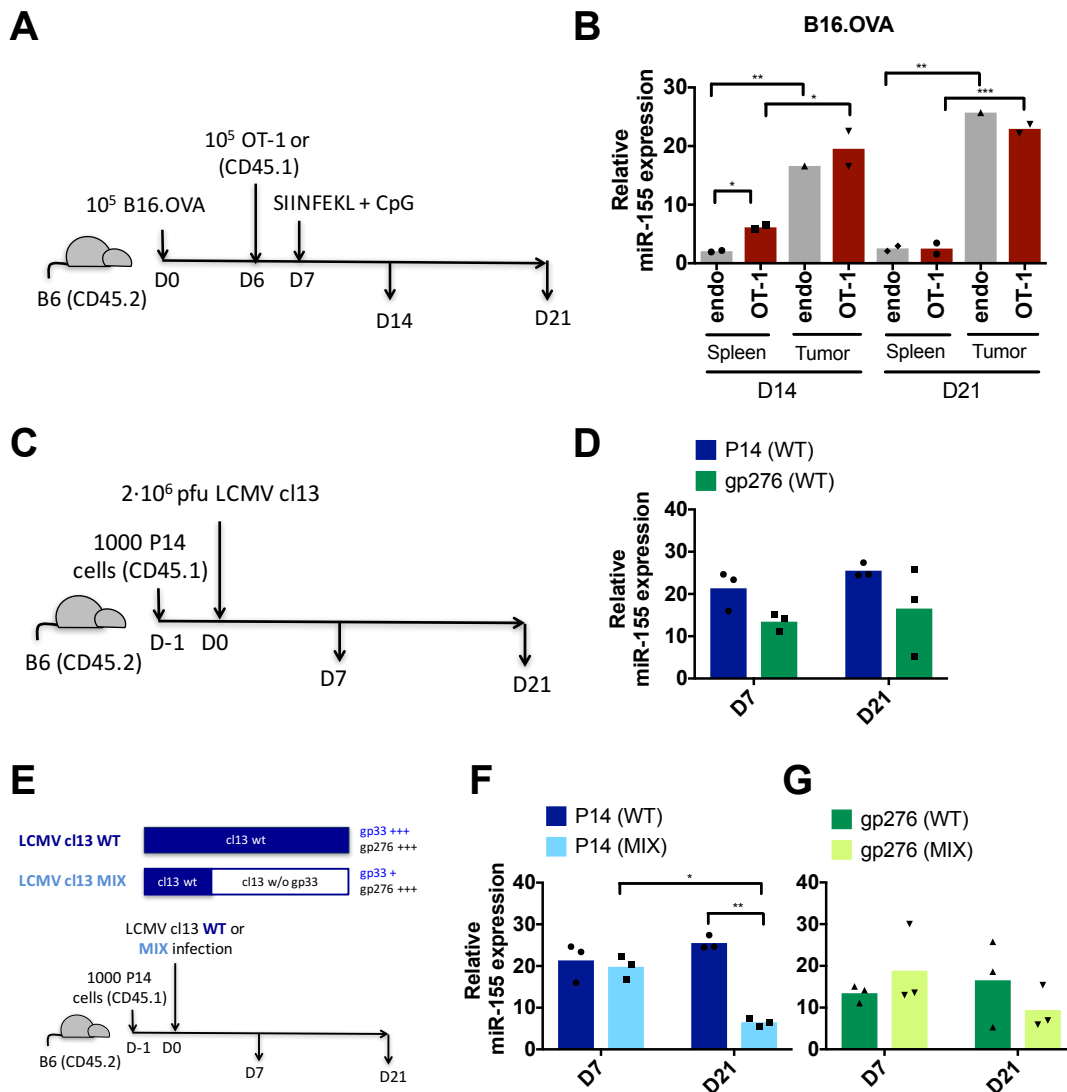 A
10⁵ OT-1 or
(CD45.1)
10⁵ B16.OVA
SIINFEKL + CpG
B6 (CD45.2)
D0
D6
D7
D14
D21
B
B16.OVA
Relative
miR-155 expression
30
20
10
0
**
*
*
**
***
endo
OT-1
endo
OT-1
endo
OT-1
endo
OT-1
Spleen
Tumor
Spleen
Tumor
D14
D21
C
2·10⁶ pfu LCMV cl13
1000 P14
cells (CD45.1)
B6 (CD45.2)
D-1
D0
D7
D21
D
P14 (WT)
gp276 (WT)
Relative
miR-155 expression
40
30
20
10
0
D7
D21
E
LCMV cl13 WT
cl13 wt
gp33 +++
gp276 +++
LCMV cl13 MIX
cl13 wt
cl13 w/o gp33
gp33 +
gp276 +++
LCMV cl13 WT or
MIX infection
1000 P14
cells (CD45.1)
B6 (CD45.2)
D-1
D0
D7
D21
F
P14 (WT)
P14 (MIX)
Relative
miR-155 expression
40
30
20
10
0
*
**
D7
D21
G
gp276 (WT)
gp276 (MIX)
40
30
20
10
0
D7
D21